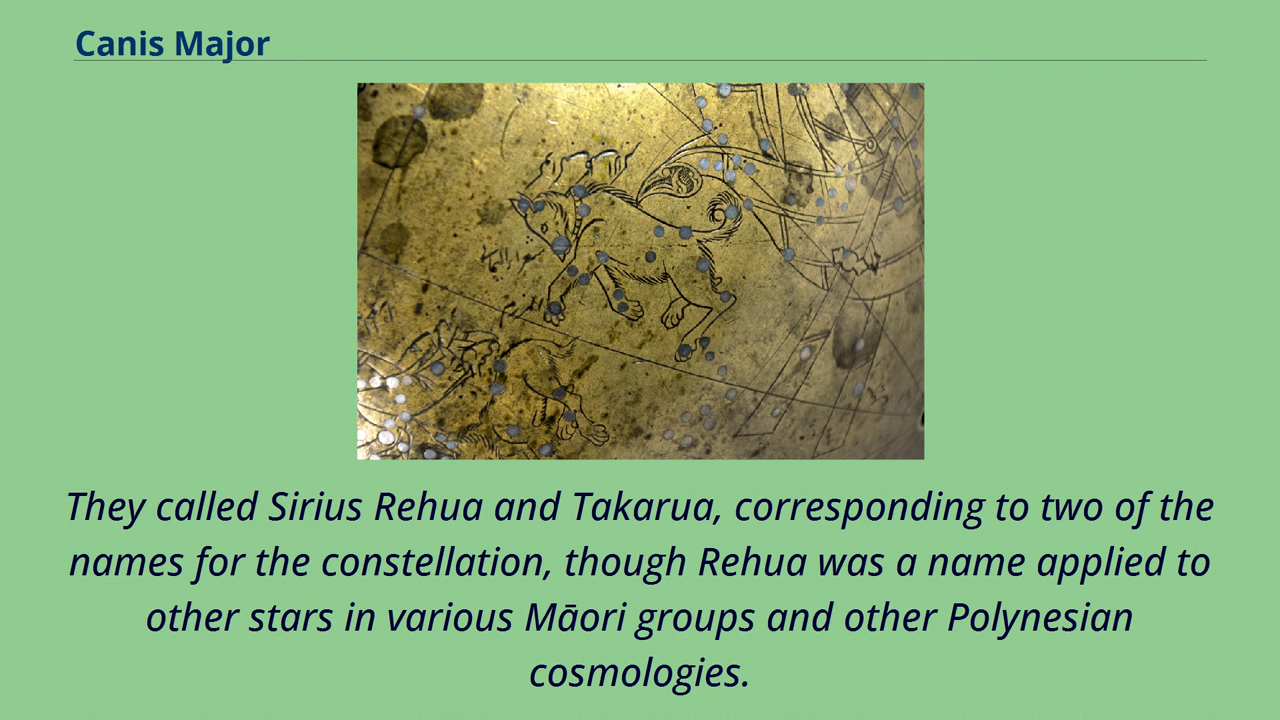 Canis Major
They called Sirius Rehua and Takarua, corresponding to two of the
names for the constellation, though Rehua was a name applied to
other stars in various Māori groups and other Polynesian
cosmologies.